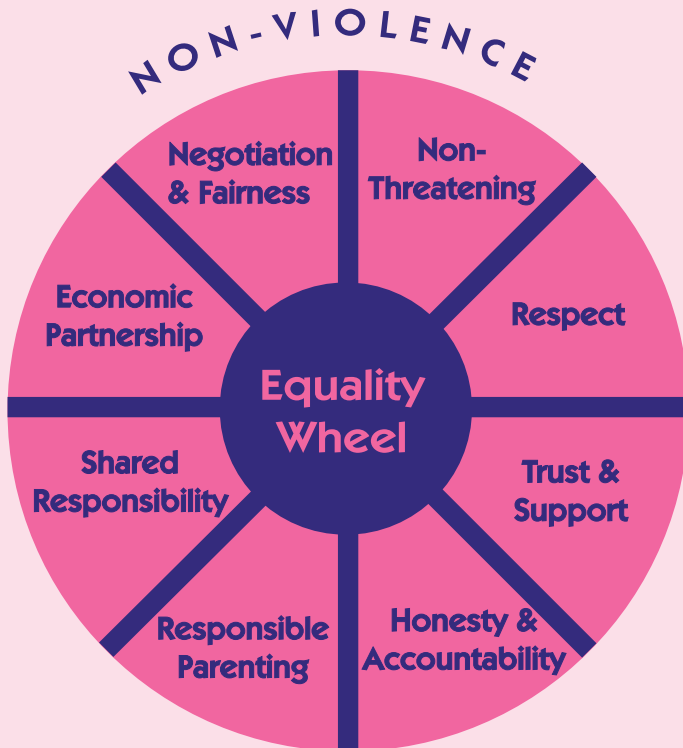 NON-VIOLENCE
Negotiation
& Fairness
Non-
Threatening
Economic
Partnership
Respect
Equality
Wheel
Shared
Responsibility
Trust &
Support
Responsible
Parenting
Honesty &
Accountability